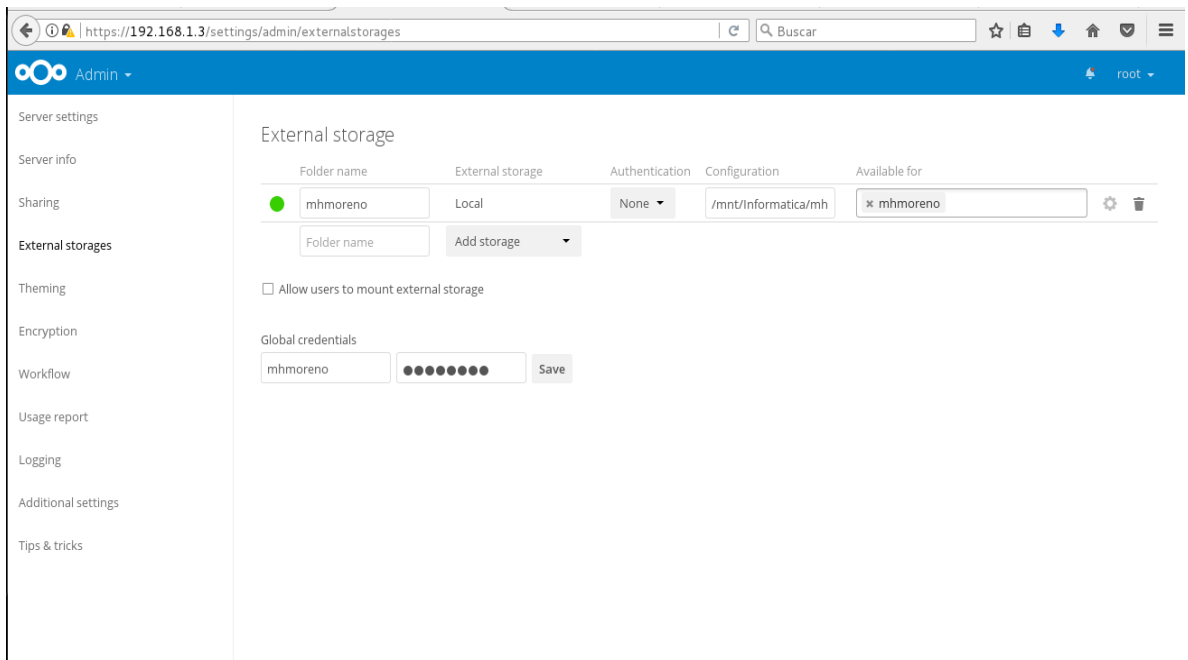 https://192.168.1.3/settings/admin/externalstorages
Buscar
Admin
root
Server settings
Server info
Sharing
External storages
Theming
Encryption
Workflow
Usage report
Logging
Additional settings
Tips & tricks
External storage
Folder name External storage Authentication Configuration Available for
mhmoreno Local None /mnt/Informatica/mh × mhmoreno
Folder name Add storage
Allow users to mount external storage
Global credentials
mhmoreno ●●●●●●●● Save